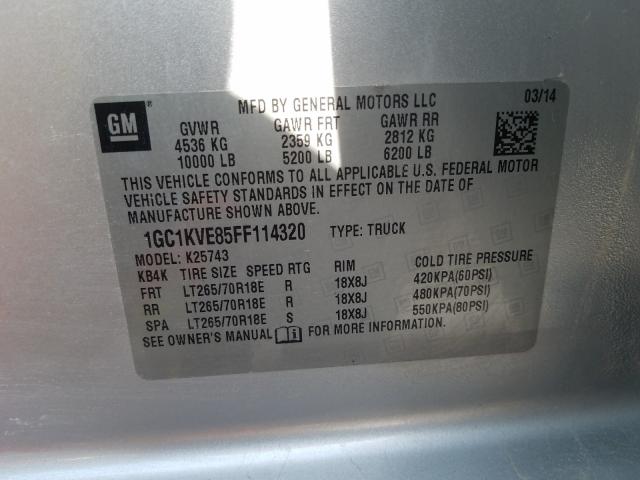 MFD BY GENERAL MOTORS LLC 03/14
GM ®
GVWR GAWR FRT GAWR RR
4536 KG 2359 KG 2812 KG
10000 LB 5200 LB 6200 LB
THIS VEHICLE CONFORMS TO ALL APPLICABLE U.S. FEDERAL MOTOR
VEHICLE SAFETY STANDARDS IN EFFECT ON THE DATE OF
MANUFACTURE SHOWN ABOVE.
1GC1KVE85FF114320 TYPE: TRUCK
MODEL: K25743
KB4K TIRE SIZE SPEED RTG RIM COLD TIRE PRESSURE
FRT LT265/70R18E R 18X8J 420KPA(60PSI)
RR LT265/70R18E R 18X8J 480KPA(70PSI)
SPA LT265/70R18E S 18X8J 550KPA(80PSI)
SEE OWNER'S MANUAL FOR MORE INFORMATION.